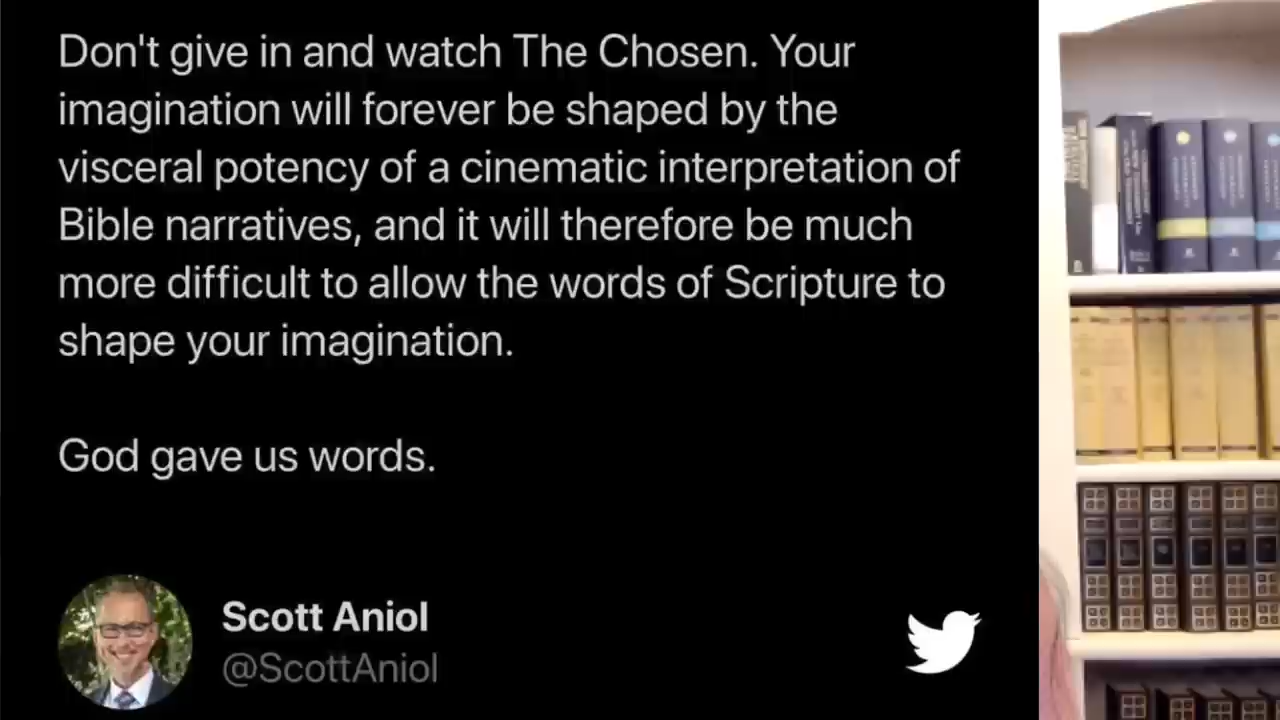 Don't give in and watch The Chosen. Your
imagination will forever be shaped by the
visceral potency of a cinematic interpretation of
Bible narratives, and it will therefore be much
more difficult to allow the words of Scripture to
shape your imagination.
God gave us words.
Scott Aniol
@ScottAniol